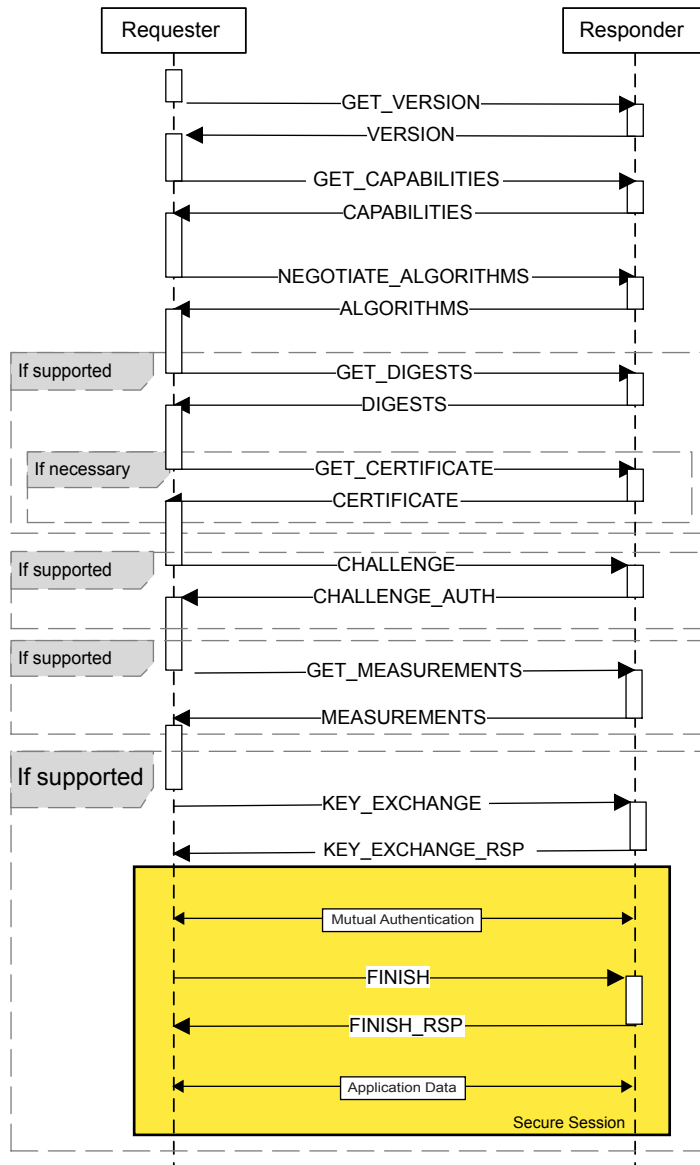 Requester
Responder
GET_VERSION
VERSION
GET_CAPABILITIES
CAPABILITIES
NEGOTIATE_ALGORITHMS
ALGORITHMS
If supported
GET_DIGESTS
DIGESTS
If necessary
GET_CERTIFICATE
CERTIFICATE
If supported
CHALLENGE
CHALLENGE_AUTH
If supported
GET_MEASUREMENTS
MEASUREMENTS
If supported
KEY_EXCHANGE
KEY_EXCHANGE_RSP
Mutual Authentication
FINISH
FINISH_RSP
Application Data
Secure Session